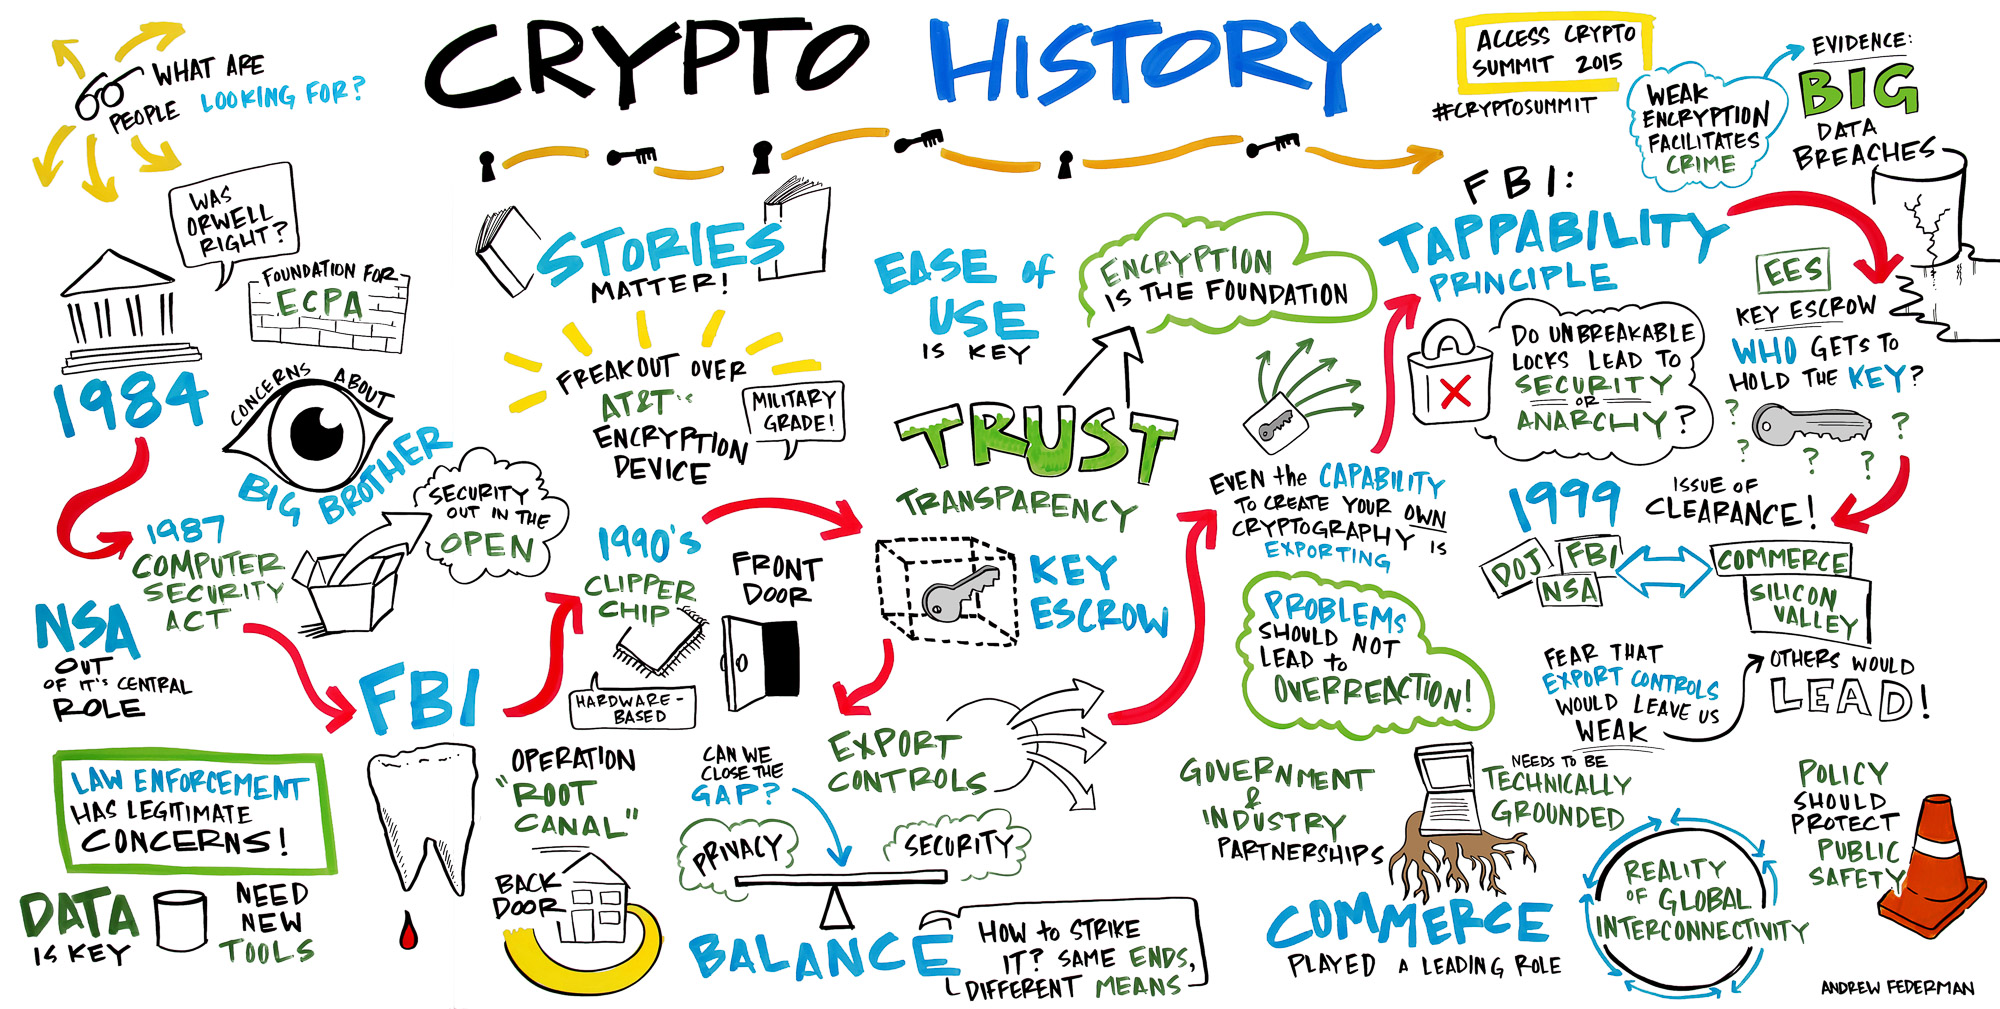 CRYPTO HISTORY
ACCESS CRYPTO
SUMMIT 2015
#CRYPTOSUMMIT
WHAT ARE
PEOPLE LOOKING FOR?
WAS
ORWELL
RIGHT?
FOUNDATION FOR
ECPA
1984
CONCERNS ABOUT
BIG BROTHER
1987
COMPUTER
SECURITY
ACT
SECURITY
OUT IN THE
OPEN
NSA
OUT
OF IT'S CENTRAL
ROLE
FBI
LAW ENFORCEMENT
HAS LEGITIMATE
CONCERNS!
DATA
IS KEY
NEED
NEW
TOOLS
STORIES
MATTER!
FREAKOUT OVER
AT&T'S
ENCRYPTION
DEVICE
MILITARY
GRADE!
1990'S
CLIPPER
CHIP
HARDWARE-
BASED
FRONT
DOOR
OPERATION
"ROOT
CANAL"
BACK
DOOR
EASE of
USE
IS KEY
ENCRYPTION
IS THE FOUNDATION
TRUST
TRANSPARENCY
KEY
ESCROW
EXPORT
CONTROLS
CAN WE
CLOSE THE
GAP?
PRIVACY
SECURITY
BALANCE
HOW to STRIKE
IT? SAME ENDS,
DIFFERENT MEANS
EVEN the CAPABILITY
TO CREATE YOUR OWN
CRYPTOGRAPHY IS
EXPORTING
PROBLEMS
SHOULD NOT
LEAD to
OVERREACTION!
FBI:
TAPPABILITY
PRINCIPLE
WEAK
ENCRYPTION
FACILITATES
CRIME
EVIDENCE:
BIG
DATA
BREACHES
DO UNBREAKABLE
LOCKS LEAD TO
SECURITY
OR
ANARCHY?
EES
KEY ESCROW
WHO GETS TO
HOLD THE KEY?
? ? ? ? ?
1999
ISSUE OF
CLEARANCE!
DOJ
FBI
NSA
COMMERCE
SILICON
VALLEY
FEAR THAT
EXPORT CONTROLS
WOULD LEAVE US
WEAK
OTHERS WOULD
LEAD!
GOVERNMENT
&
INDUSTRY
PARTNERSHIPS
NEEDS TO BE
TECHNICALLY
GROUNDED
COMMERCE
PLAYED A LEADING ROLE
REALITY
OF GLOBAL
INTERCONNECTIVITY
POLICY
SHOULD
PROTECT
PUBLIC
SAFETY
ANDREW FEDERMAN